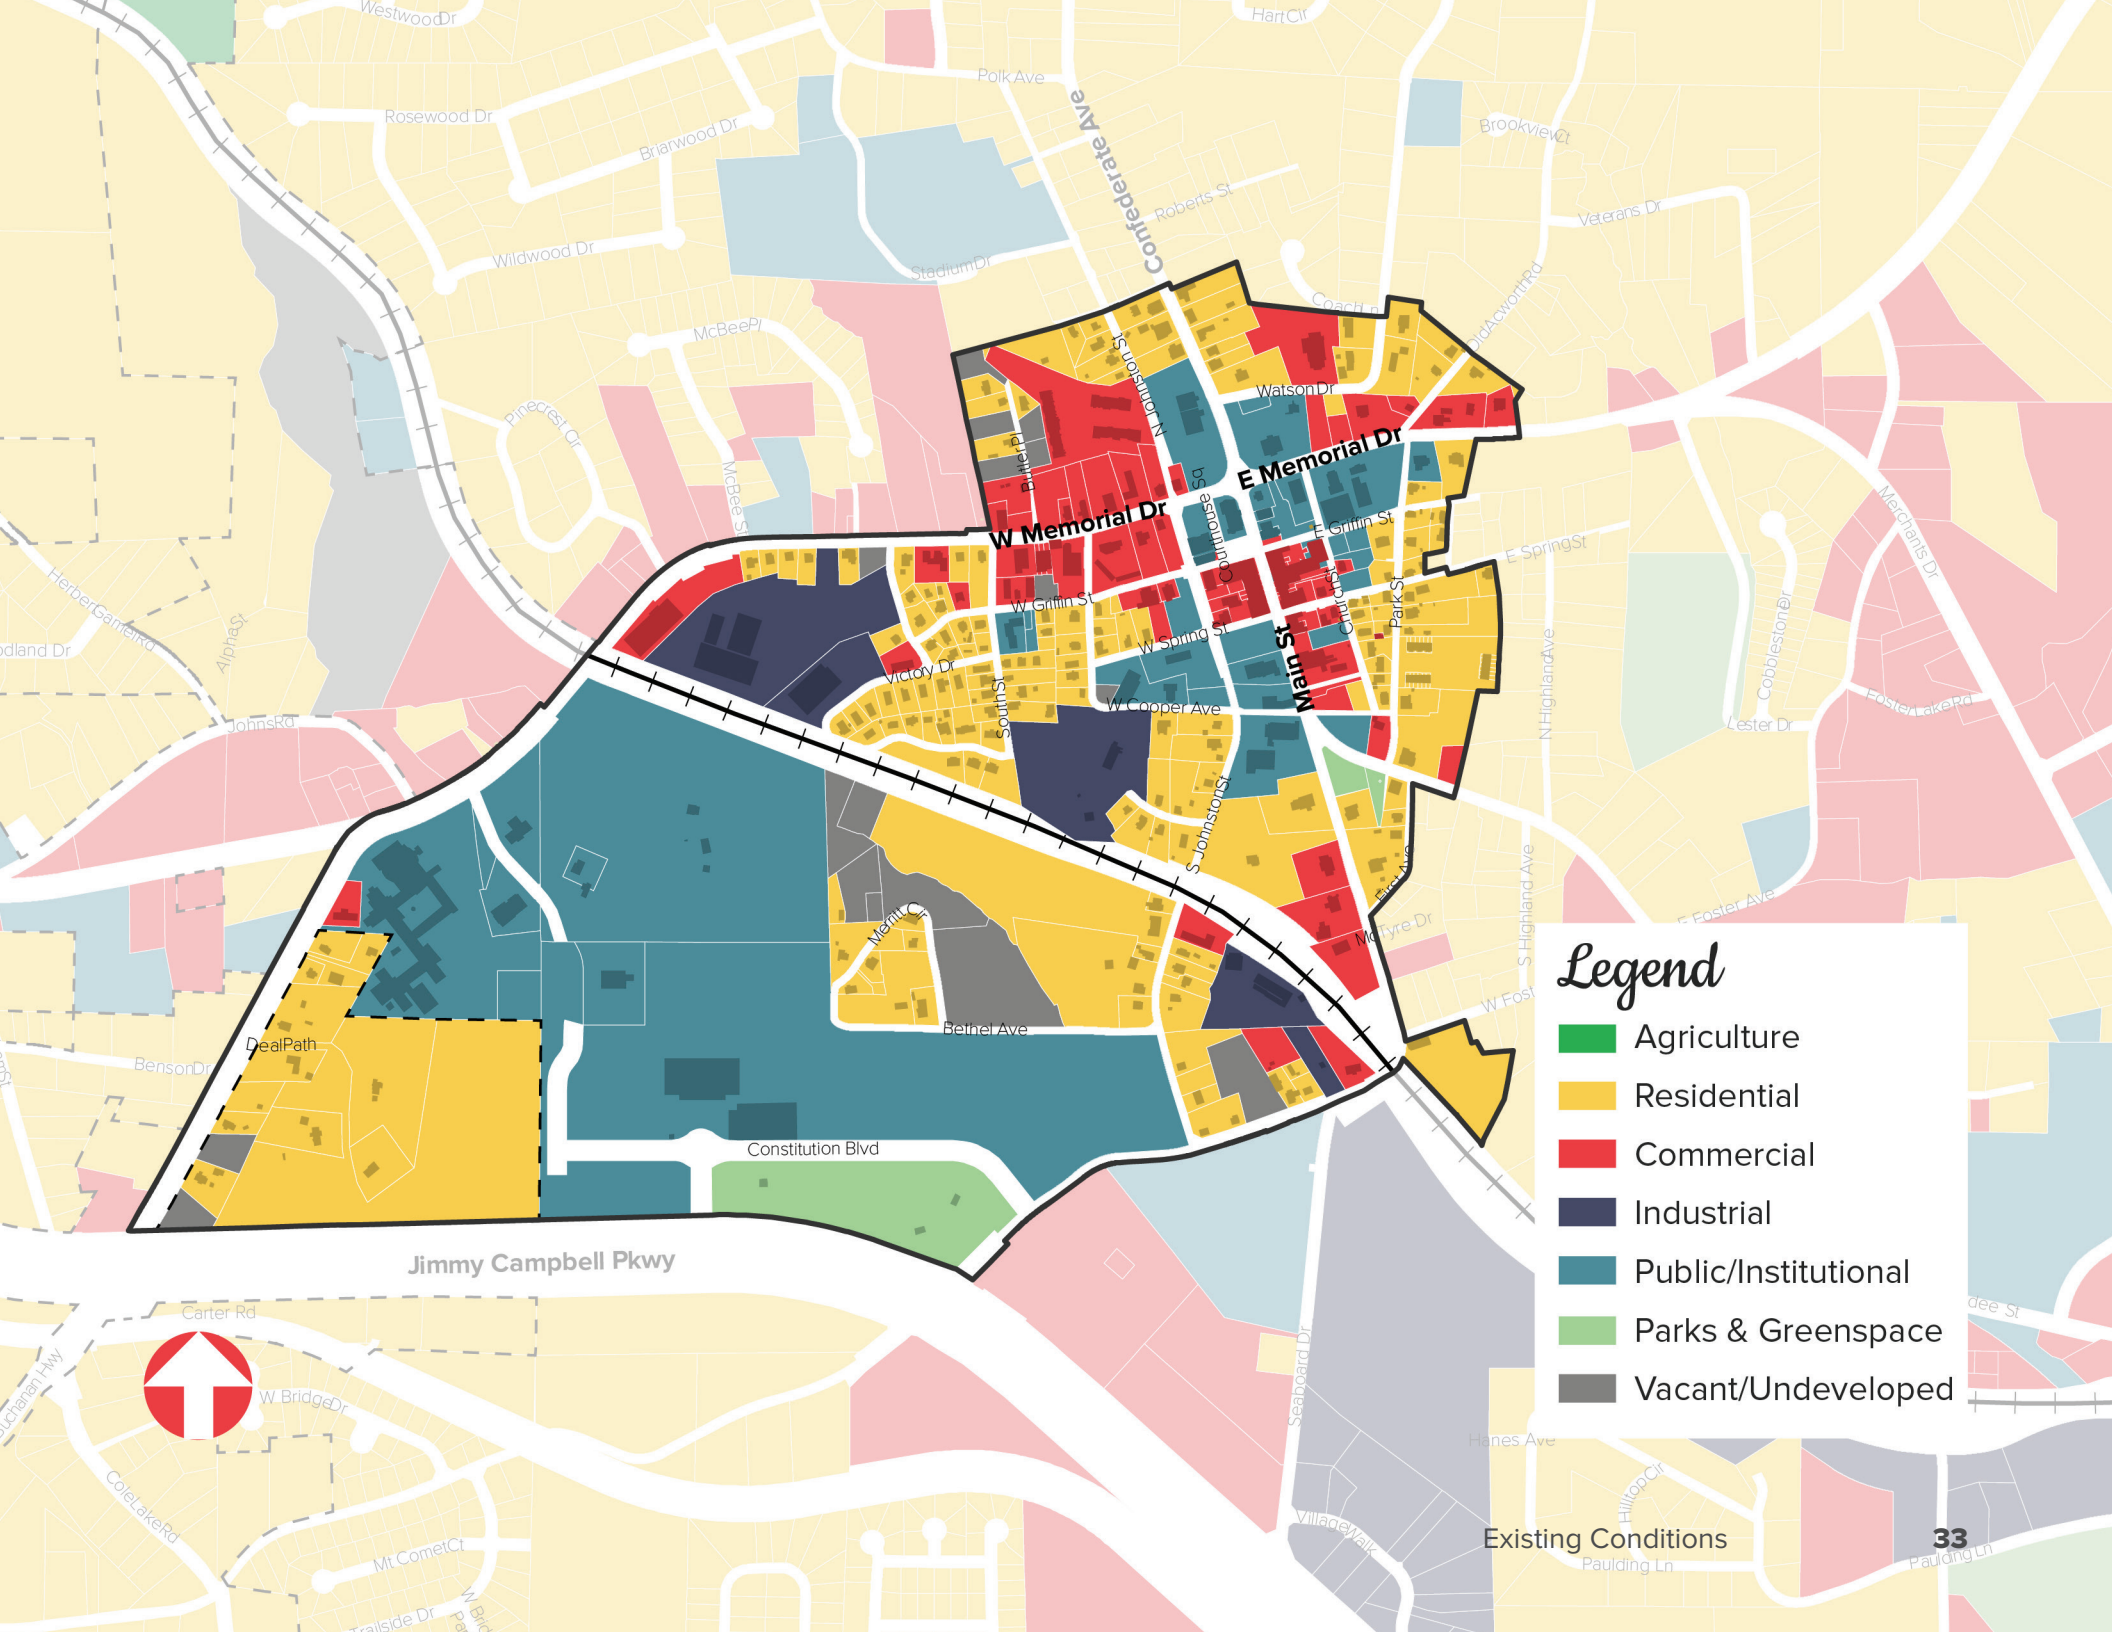 Westwood Dr
Hart Cir
Polk Ave
Rosewood Dr
Briarwood Dr
Confederate Ave
Brookview Ct
Roberts St
Veterans Dr
Wildwood Dr
Stadium Dr
Coach Ln
Old Acworth Rd
McBee Pl
N Johnston St
Watson Dr
Pinecrest Cir
Butler Pl
E Memorial Dr
McBee St
Courthouse Sq
W Memorial Dr
E Griffin St
Merchants Dr
E Spring St
Herber Gamel Rd
W Griffin St
Church St
Park St
Alpha St
W Spring St
N Highland Ave
Cobblestone Dr
Victory Dr
Main St
South St
W Cooper Ave
Foster Lake Rd
Johns Rd
Lester Dr
S Johnston St
First Ave
S Highland Ave
E Foster Ave
Merritt Cir
McTyre Dr
W Fost
Bethel Ave
Deal Path
Benson Dr
Constitution Blvd
Jimmy Campbell Pkwy
Carter Rd
W Bridge Dr
Seaboard Dr
Cole Lake Rd
Mt Comet Ct
Trailside Dr
Village Walk
Hanes Ave
Hilltop Cir
Paulding Ln
Paulding Ln
Legend
Agriculture
Residential
Commercial
Industrial
Public/Institutional
Parks & Greenspace
Vacant/Undeveloped
Existing Conditions 33